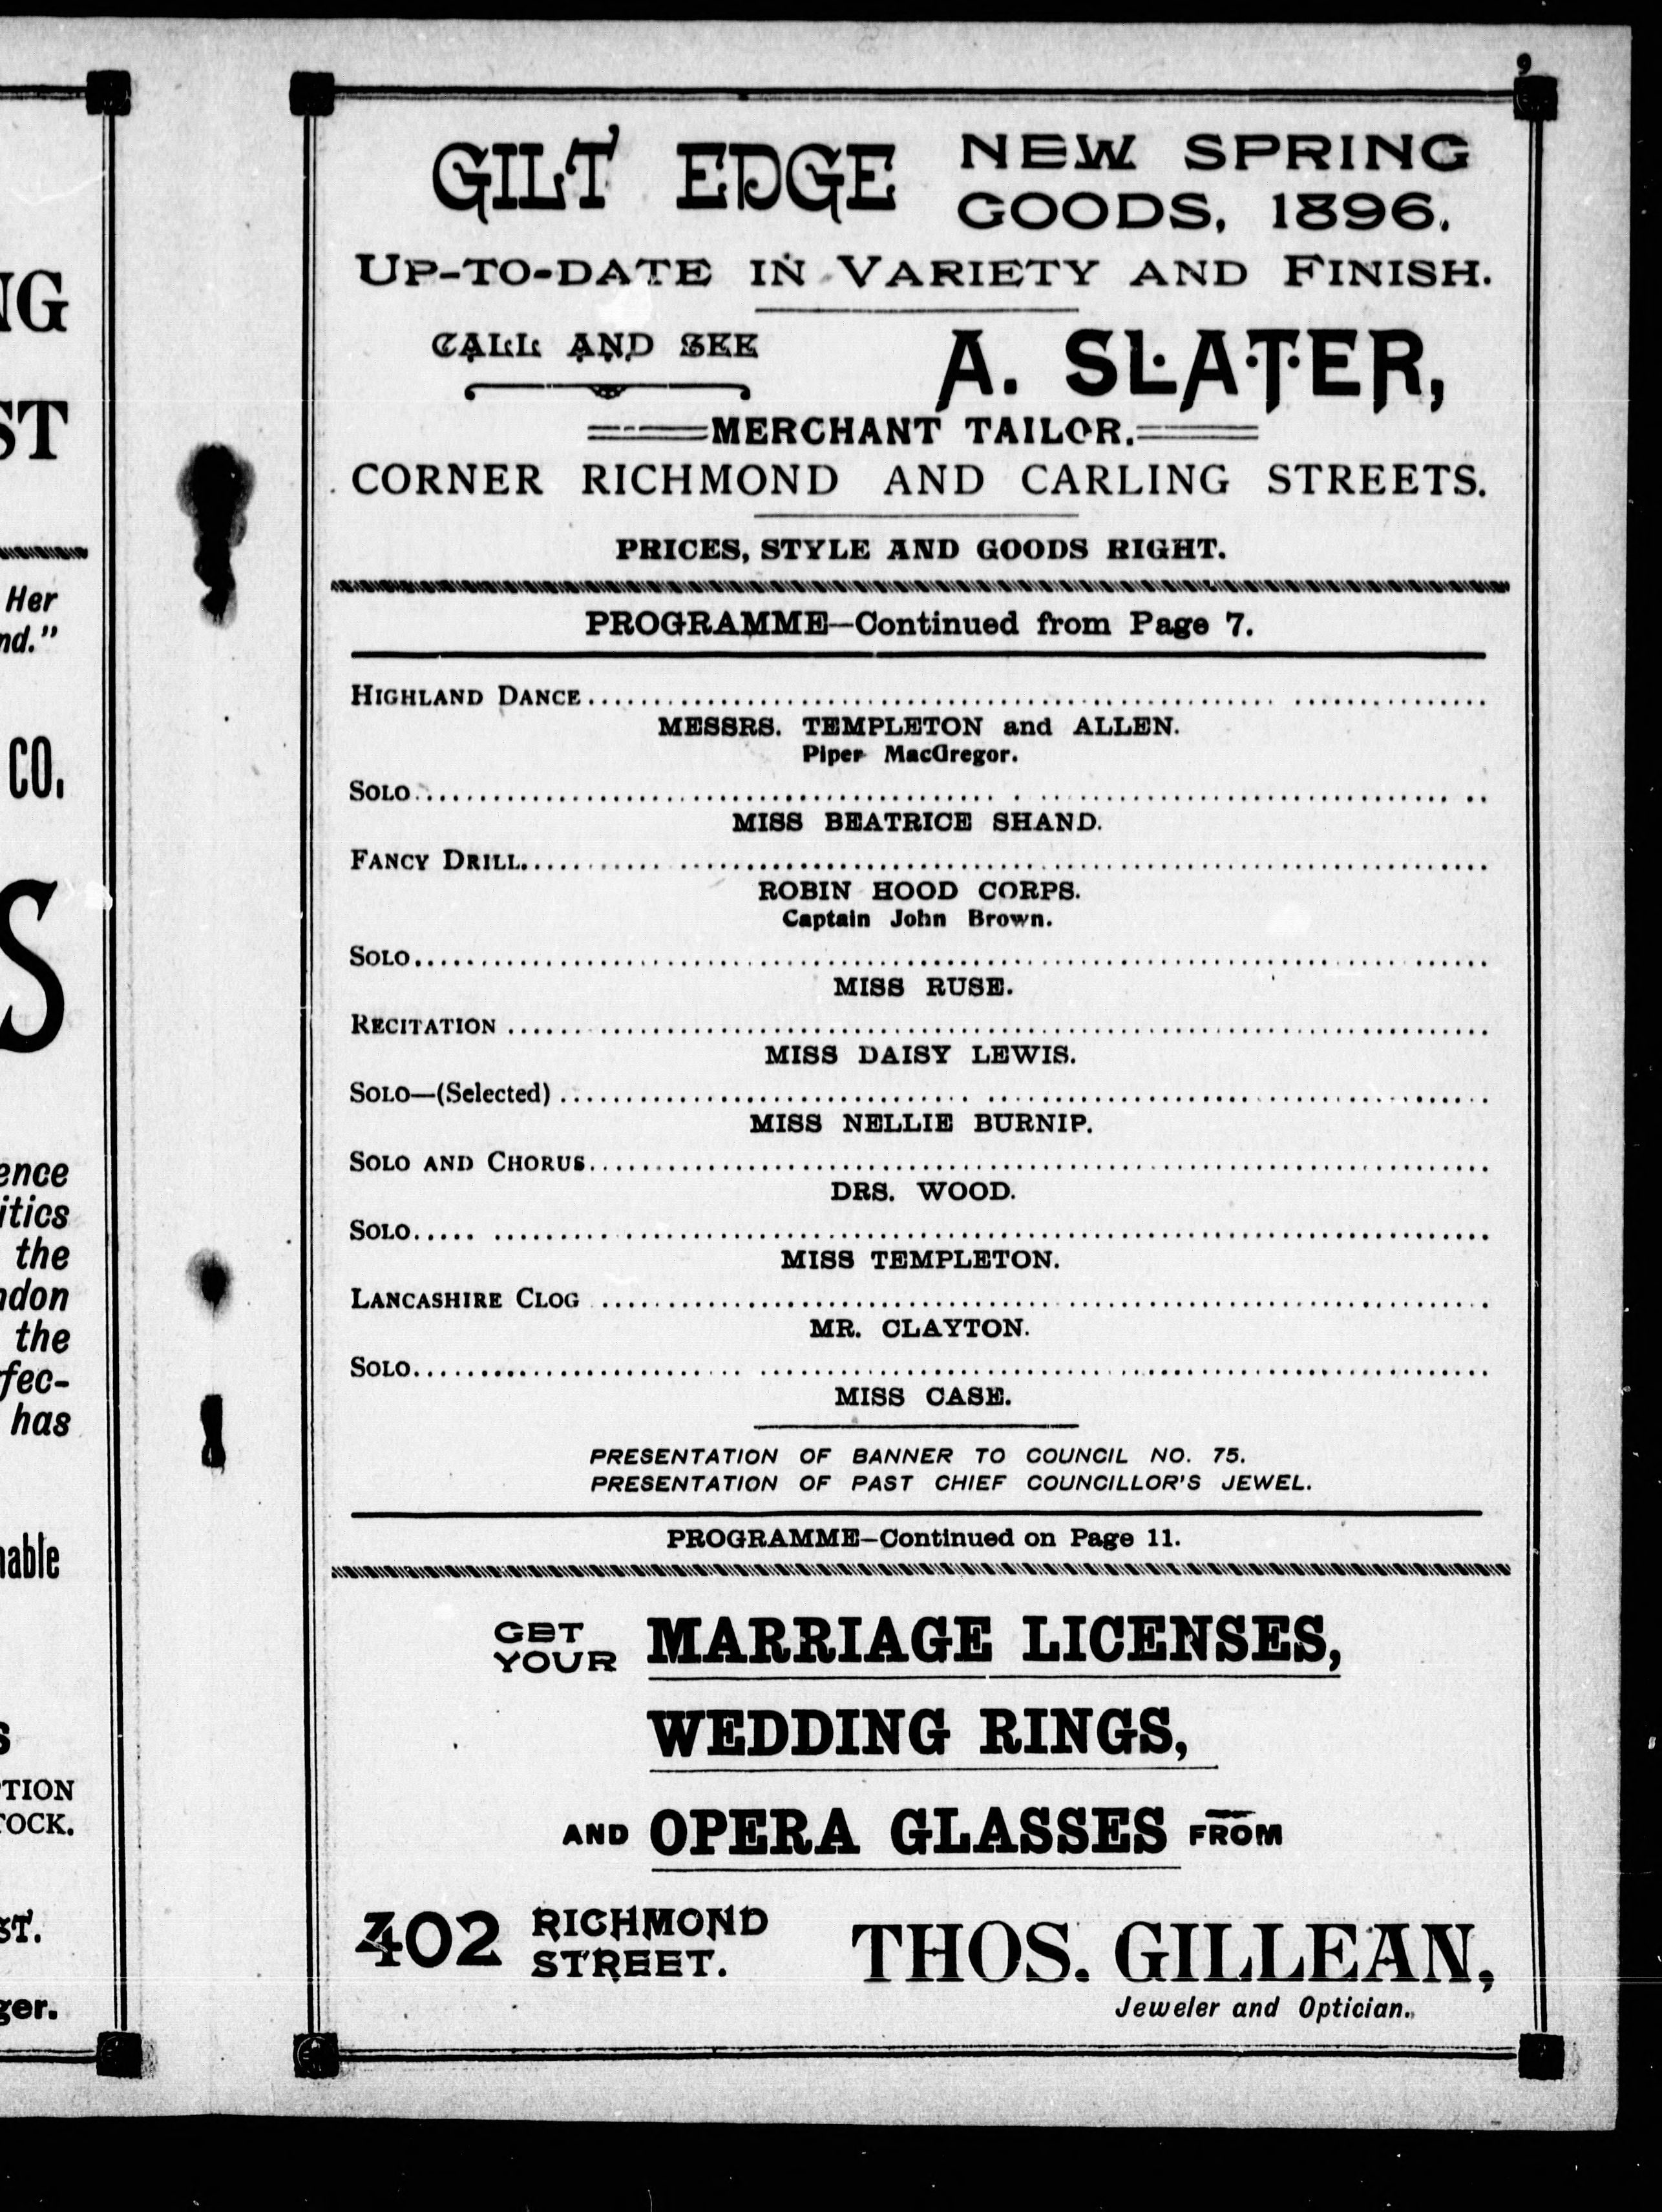 NG
ST
Her
nd."
CO.
S
ence
itics
the
ndon
the
fec-
has
nable
S
TION
TOCK.
ST.
ger.
9
GILT EDGE NEW SPRING
GOODS, 1896.
UP-TO-DATE IN VARIETY AND FINISH.
CALL AND SEE A. SLATER,
MERCHANT TAILOR.
CORNER RICHMOND AND CARLING STREETS.
PRICES, STYLE AND GOODS RIGHT.
PROGRAMME—Continued from Page 7.
HIGHLAND DANCE
MESSRS. TEMPLETON and ALLEN.
Piper MacGregor.
SOLO
MISS BEATRICE SHAND.
FANCY DRILL
ROBIN HOOD CORPS.
Captain John Brown.
SOLO
MISS RUSE.
RECITATION
MISS DAISY LEWIS.
SOLO—(Selected)
MISS NELLIE BURNIP.
SOLO AND CHORUS
DRS. WOOD.
SOLO
MISS TEMPLETON.
LANCASHIRE CLOG
MR. CLAYTON.
SOLO
MISS CASE.
PRESENTATION OF BANNER TO COUNCIL NO. 75.
PRESENTATION OF PAST CHIEF COUNCILLOR'S JEWEL.
PROGRAMME—Continued on Page 11.
GET
YOUR MARRIAGE LICENSES,
WEDDING RINGS,
AND OPERA GLASSES FROM
402 RICHMOND
STREET. THOS. GILLEAN,
Jeweler and Optician.